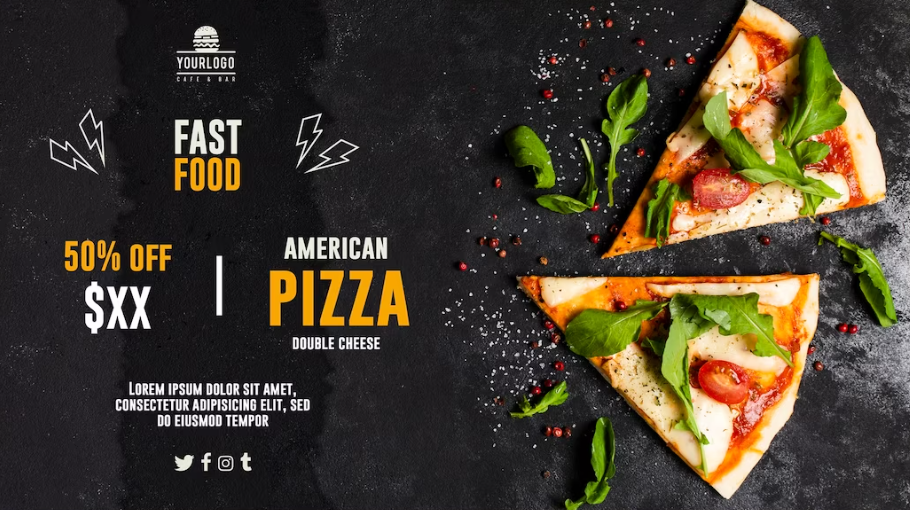 YOURLOGO
CAFE & BAR
FAST
FOOD
50% OFF
$XX
AMERICAN
PIZZA
DOUBLE CHEESE
LOREM IPSUM DOLOR SIT AMET,
CONSECTETUR ADIPISICING ELIT, SED
DO EIUSMOD TEMPOR